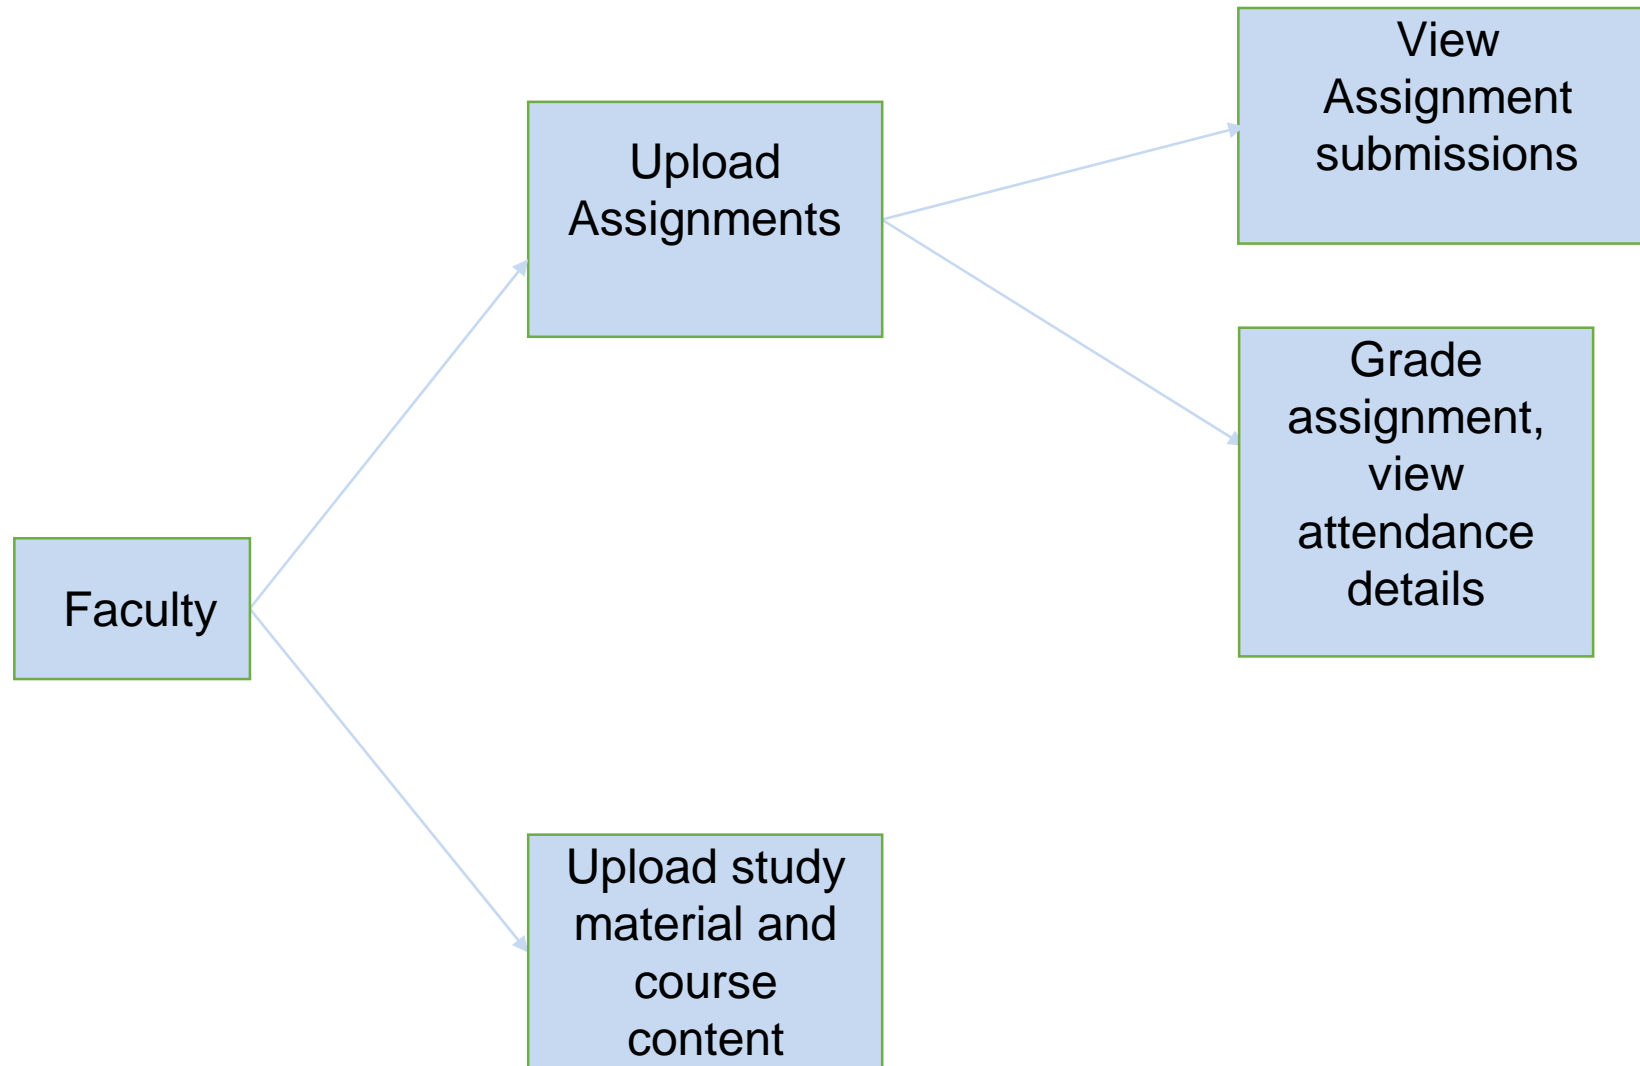 View
Assignment
submissions
Upload
Assignments
Grade
assignment,
view
attendance
details
Faculty
Upload study
material and
course
content